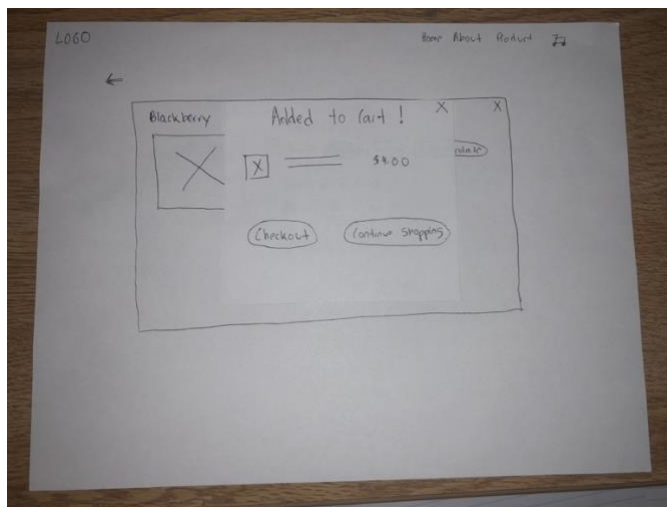 LOGO
Home About Product
Blackberry
Added to Cart !
X
X
$4.00
Checkout
Continue Shopping